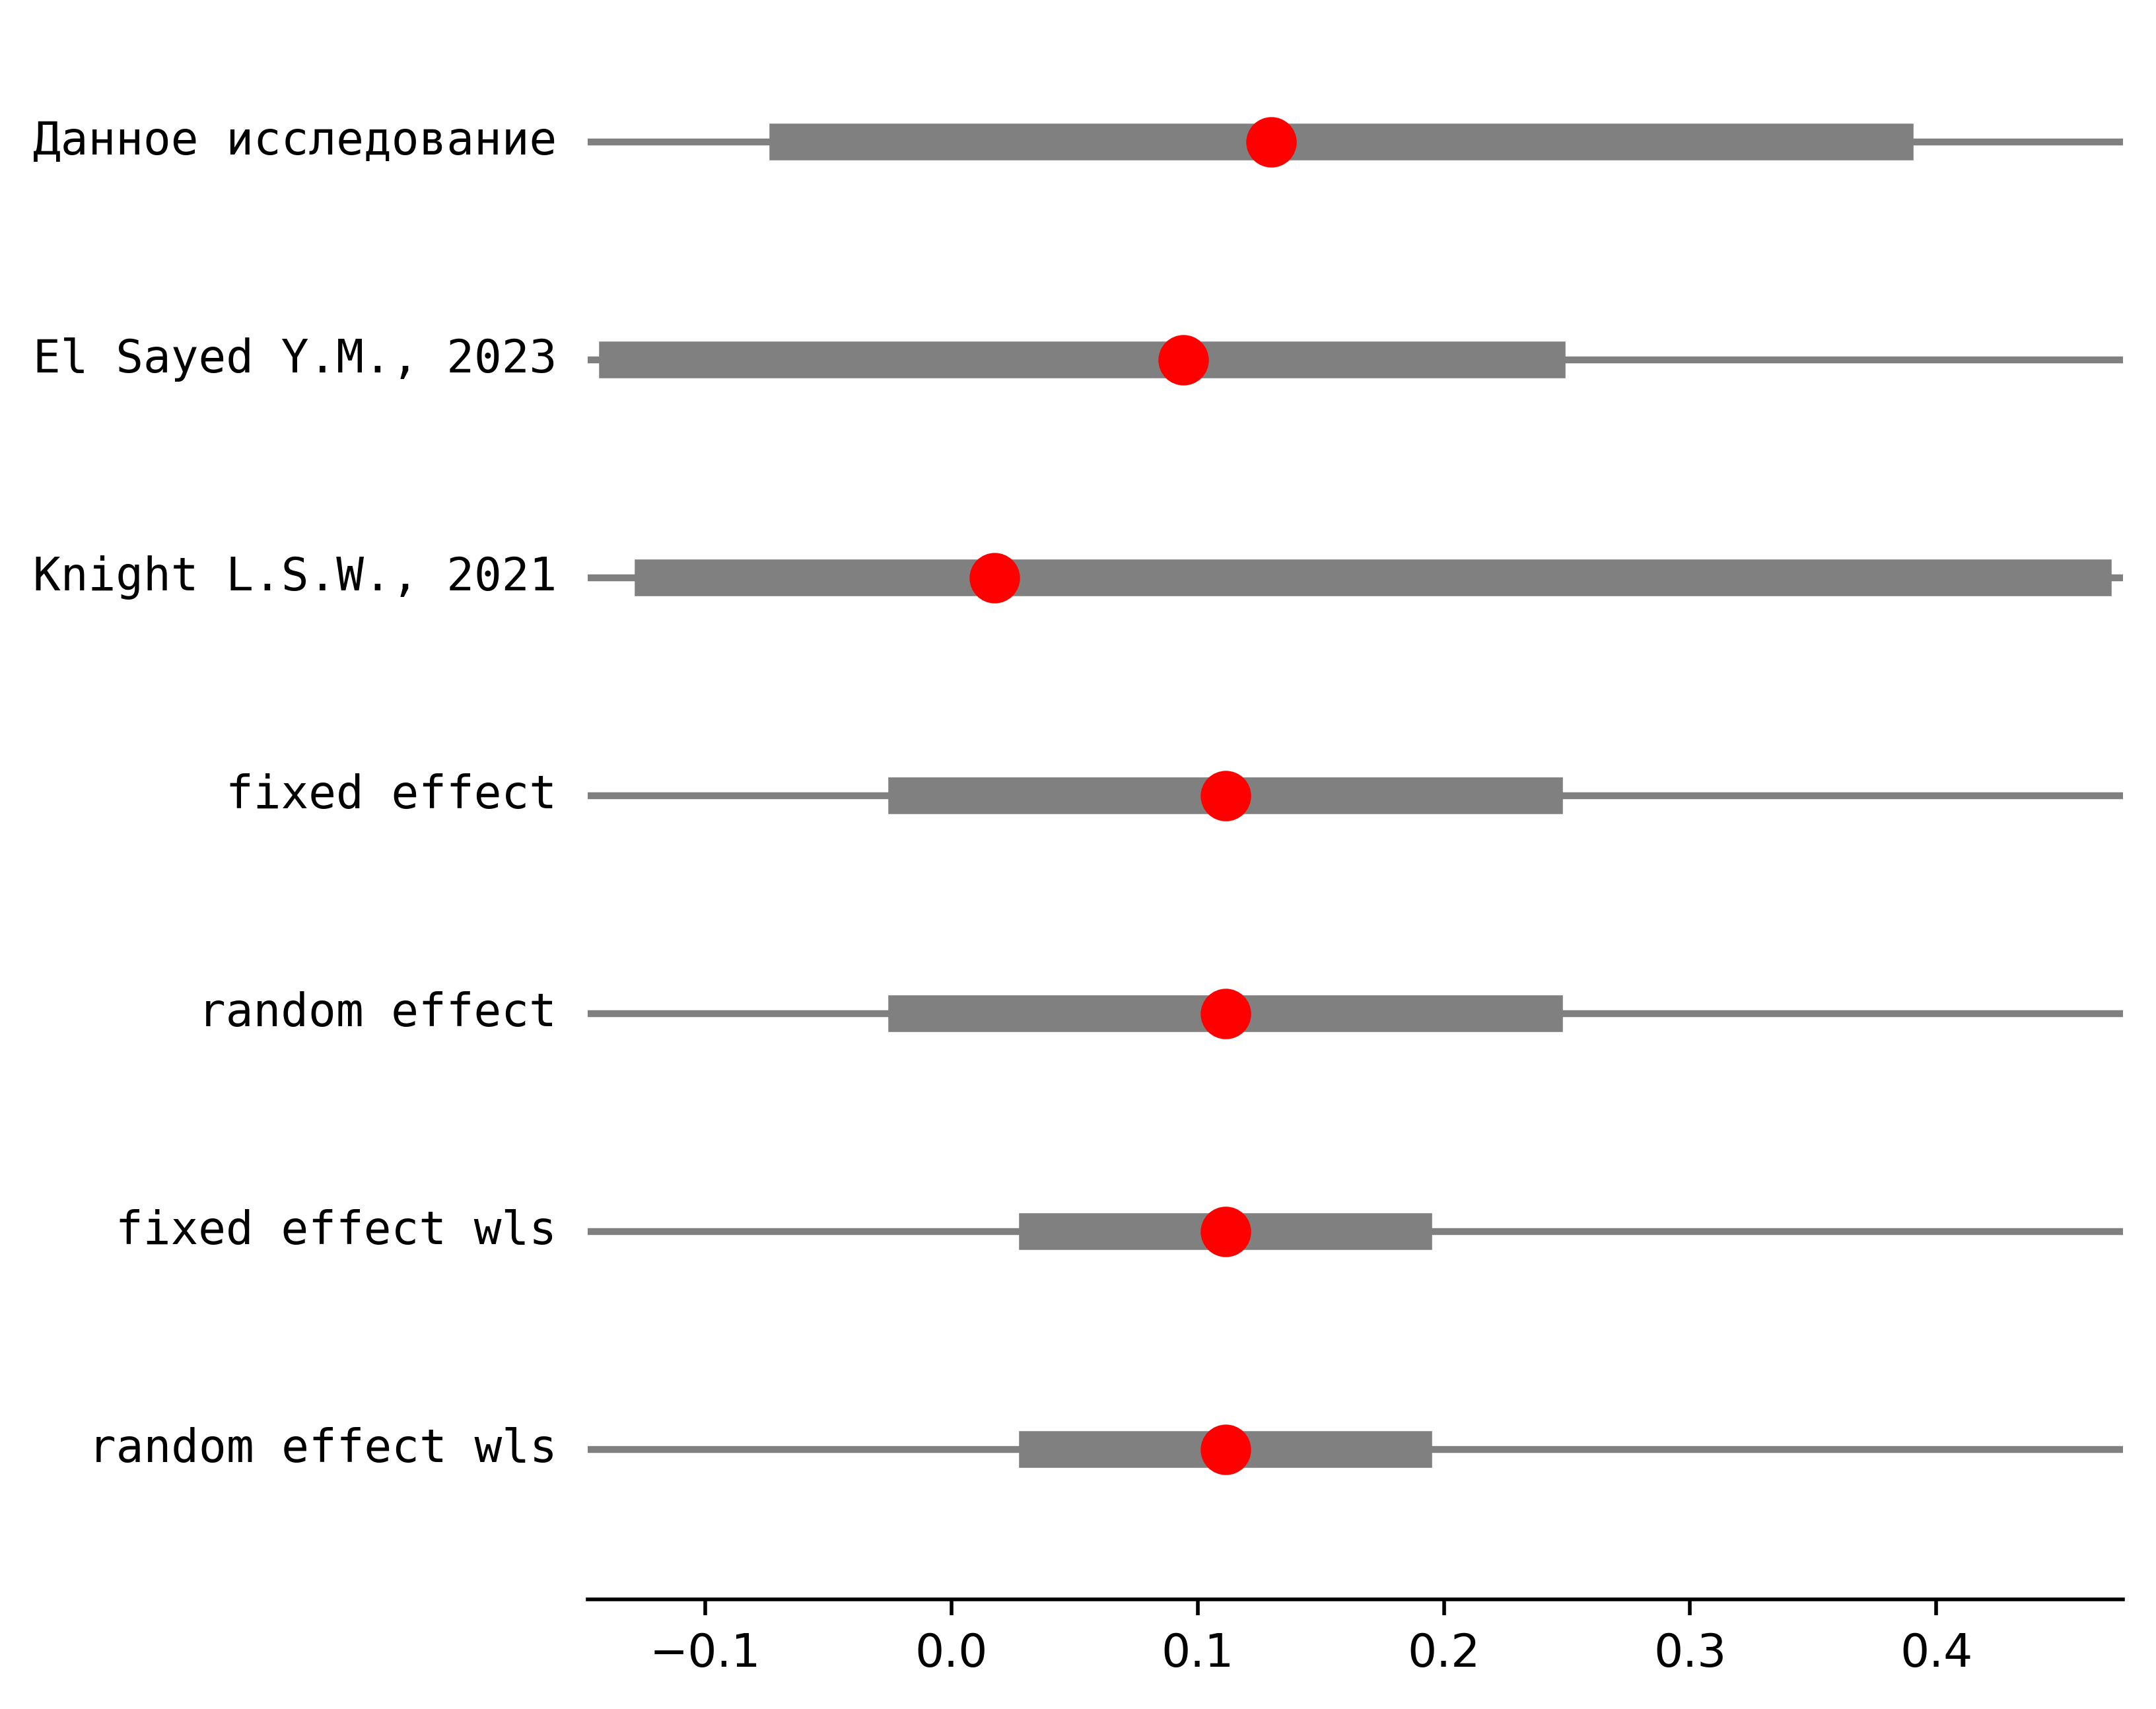 Данное исследование
El Sayed Y.M., 2023
Knight L.S.W., 2021
fixed effect
random effect
fixed effect wls
random effect wls
−0.1 0.0 0.1 0.2 0.3 0.4